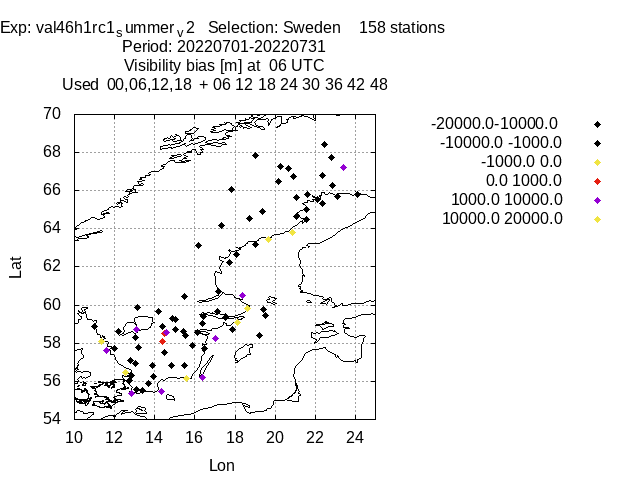 Exp: val46h1rc1summerv2 Selection: Sweden 158 stations
Period: 20220701-20220731
Visibility bias [m] at 06 UTC
Used 00,06,12,18 + 06 12 18 24 30 36 42 48
-20000.0-10000.0
-10000.0 -1000.0
-1000.0 0.0
0.0 1000.0
1000.0 10000.0
10000.0 20000.0
70
68
66
64
62
60
58
56
54
Lat
10 12 14 16 18 20 22 24
Lon